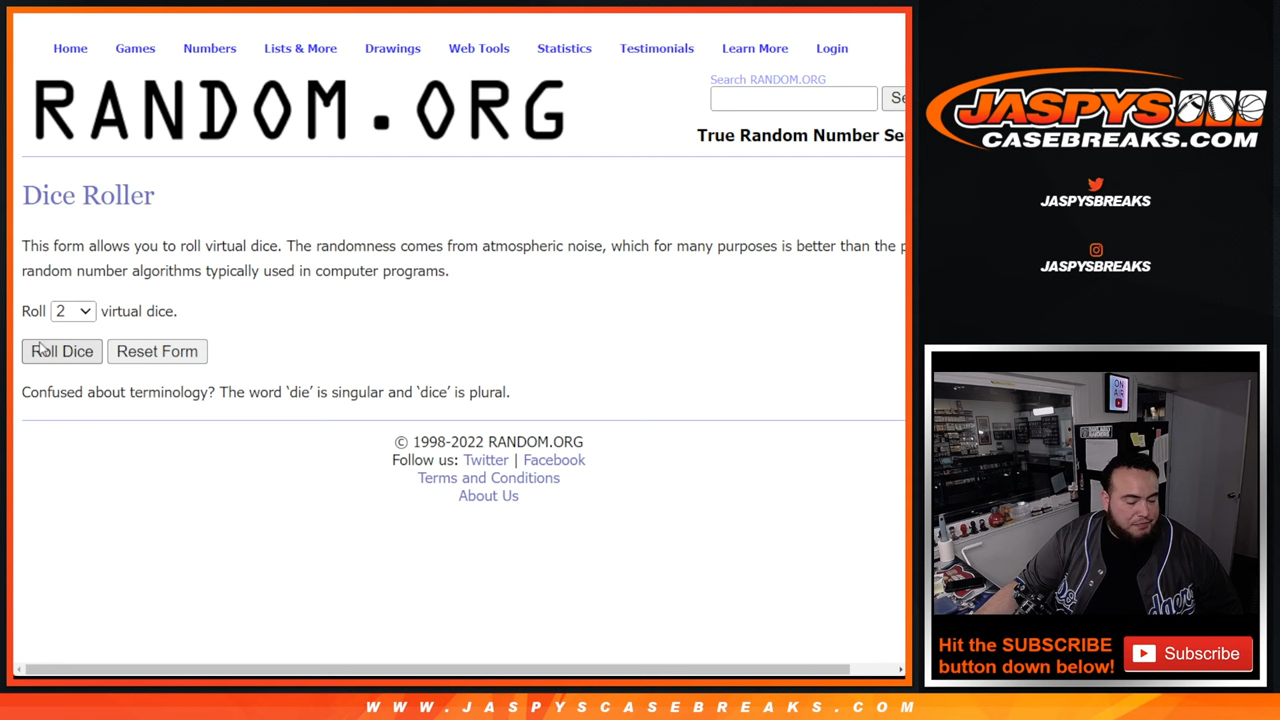 Home Games Numbers Lists & More Drawings Web Tools Statistics Testimonials Learn More Login
RANDOM.ORG
Search RANDOM.ORG
Se
True Random Number Se
Dice Roller
This form allows you to roll virtual dice. The randomness comes from atmospheric noise, which for many purposes is better than the p
random number algorithms typically used in computer programs.
Roll 2 virtual dice.
Roll Dice Reset Form
Confused about terminology? The word ‘die’ is singular and ‘dice’ is plural.
© 1998-2022 RANDOM.ORG
Follow us: Twitter | Facebook
Terms and Conditions
About Us
JASPYS
CASEBREAKS.COM
JASPYSBREAKS
JASPYSBREAKS
ON
AIR
Hit the SUBSCRIBE
button down below!
Subscribe
WWW.JASPYSCASEBREAKS.COM